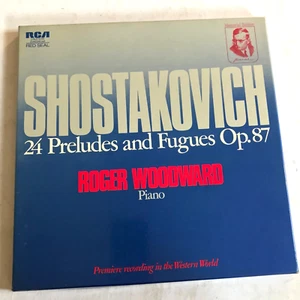 RCA
RED SEAL
SHOSTAKOVICH
24 Preludes and Fugues Op.87
ROGER WOODWARD
Piano
Premiere recording in the Western World